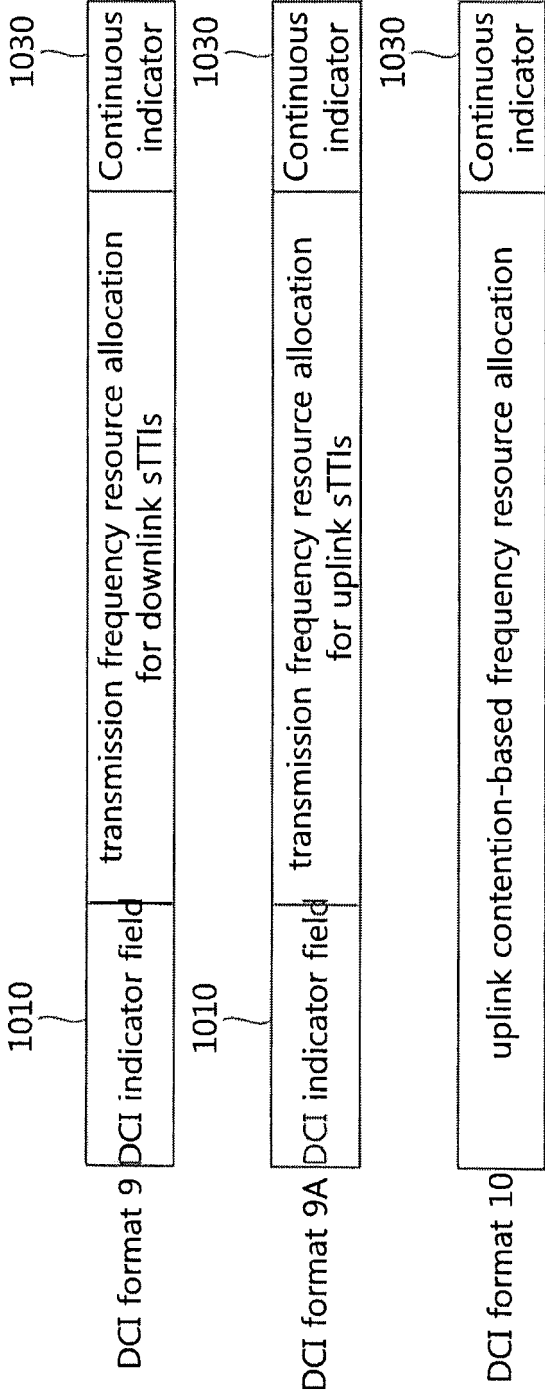 1010
1030
DCI format 9
DCI indicator field
transmission frequency resource allocation
for downlink sTTIs
Continuous
indicator
1010
1030
DCI format 9A
DCI indicator field
transmission frequency resource allocation
for uplink sTTIs
Continuous
indicator
1030
DCI format 10
uplink contention-based frequency resource allocation
Continuous
indicator